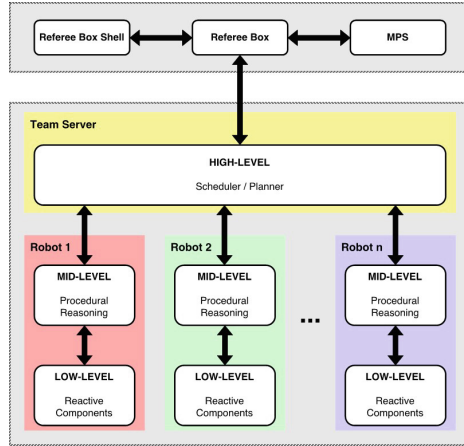 Referee Box Shell
Referee Box
MPS
Team Server
HIGH-LEVEL
Scheduler / Planner
Robot 1
Robot 2
Robot n
MID-LEVEL
Procedural
Reasoning
MID-LEVEL
Procedural
Reasoning
...
MID-LEVEL
Procedural
Reasoning
LOW-LEVEL
Reactive
Components
LOW-LEVEL
Reactive
Components
LOW-LEVEL
Reactive
Components